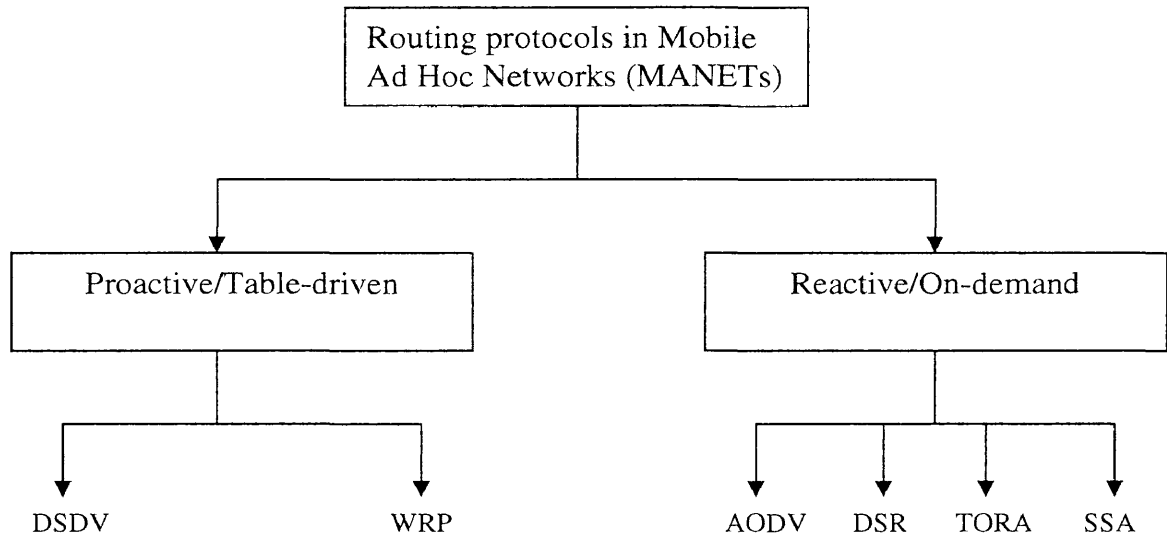 Routing protocols in Mobile
Ad Hoc Networks (MANETs)
Proactive/Table-driven
Reactive/On-demand
DSDV
WRP
AODV
DSR
TORA
SSA